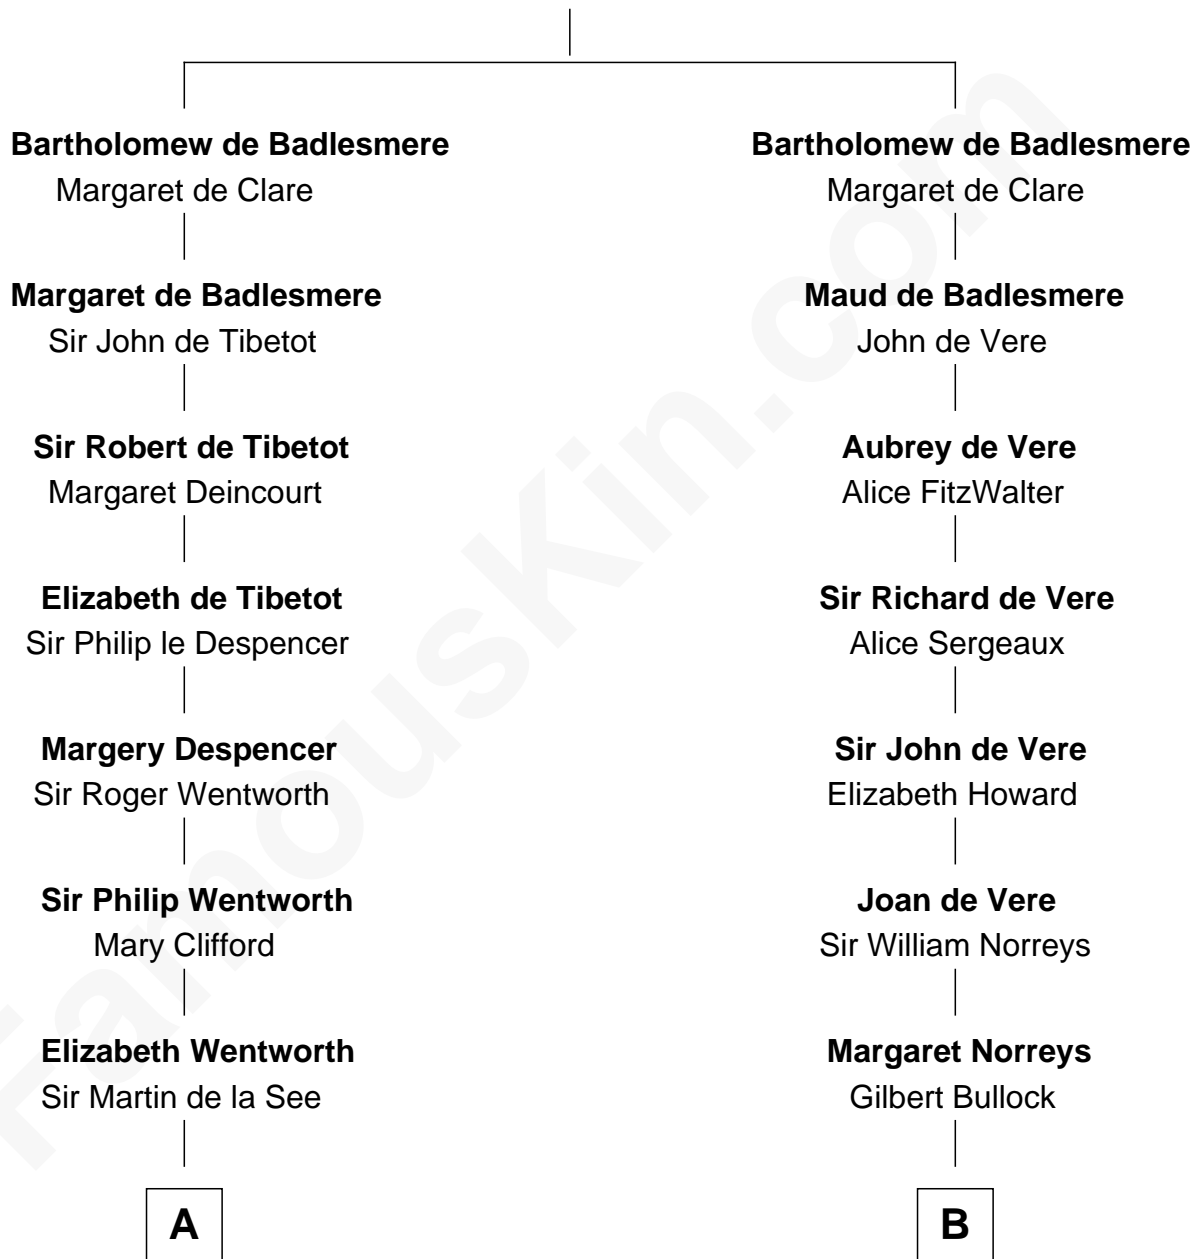 Bartholomew de Badlesmere
Margaret de Clare
Margaret de Badlesmere
Sir John de Tibetot
Sir Robert de Tibetot
Margaret Deincourt
Elizabeth de Tibetot
Sir Philip le Despencer
Margery Despencer
Sir Roger Wentworth
Sir Philip Wentworth
Mary Clifford
Elizabeth Wentworth
Sir Martin de la See
A
Bartholomew de Badlesmere
Margaret de Clare
Maud de Badlesmere
John de Vere
Aubrey de Vere
Alice FitzWalter
Sir Richard de Vere
Alice Sergeaux
Sir John de Vere
Elizabeth Howard
Joan de Vere
Sir William Norreys
Margaret Norreys
Gilbert Bullock
B
FamousKin.com